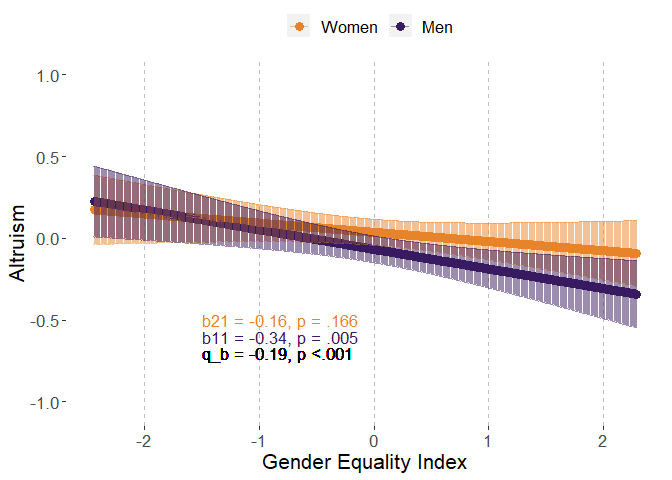 Women Men
1.0
0.5
0.0
-0.5
-1.0
Altruism
b21 = -0.16, p = .166
b11 = -0.34, p = .005
q_b = -0.19, p <.001
-2 -1 0 1 2
Gender Equality Index